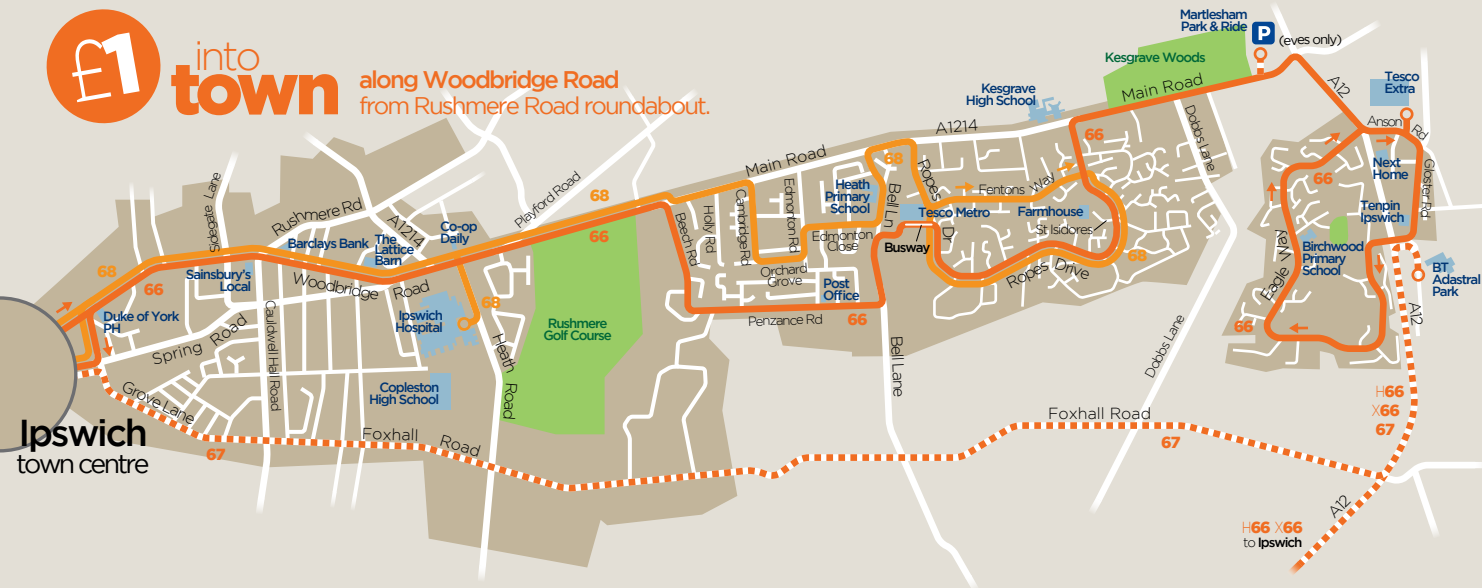 £1
into
town
along Woodbridge Road
from Rushmere Road roundabout.
Martlesham
Park & Ride
P
(eves only)
Kesgrave Woods
Main Road
A12
Tesco
Extra
Anson
Rd
Kesgrave
High School
A1214
66
Dobbs Lane
Next
Home
Gloster Rd
66
Tenpin
Ipswich
Birchwood
Primary
School
Eagle
Way
66
BT
Adastral
Park
A12
Main Road
68
Ropes
Dr
Fentons
Way
Heath
Primary
School
Bell Ln
Tesco Metro
Farmhouse
St Isidores
Busway
Ropes
Drive
68
Edmonton Rd
Edmonton
Close
Cambridge Rd
Holly Rd
Beech Rd
Orchard
Grove
Post
Office
Penzance Rd
66
Bell Lane
Dobbs Lane
Playford Road
68
66
Spegate Lane
Rushmere Rd
A1214
Co-op
Daily
Barclays Bank
The
Lattice
Barn
Sainsbury's
Local
Woodbridge
Road
68
66
Duke of York
PH
Spring
Road
Cauldwell Hall Road
Ipswich
Hospital
68
Heath
Road
Rushmere
Golf Course
Copleston
High School
Grove Lane
Ipswich
town centre
67
Foxhall
Road
Foxhall Road
67
H66
X66
67
A12
H66 X66
to Ipswich